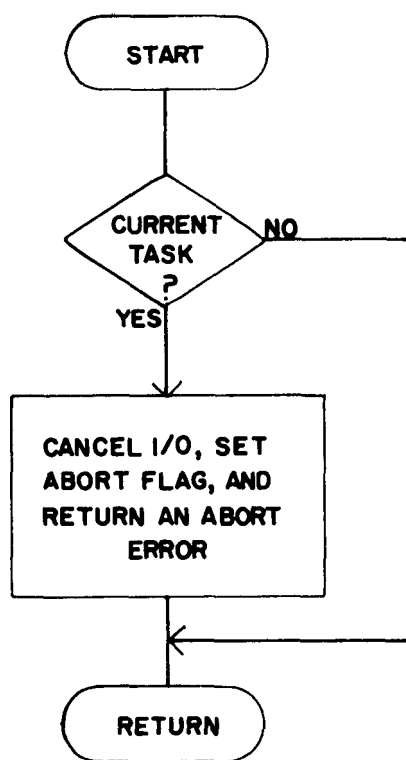 START
CURRENT
TASK
?
NO
YES
CANCEL I/O, SET
ABORT FLAG, AND
RETURN AN ABORT
ERROR
RETURN